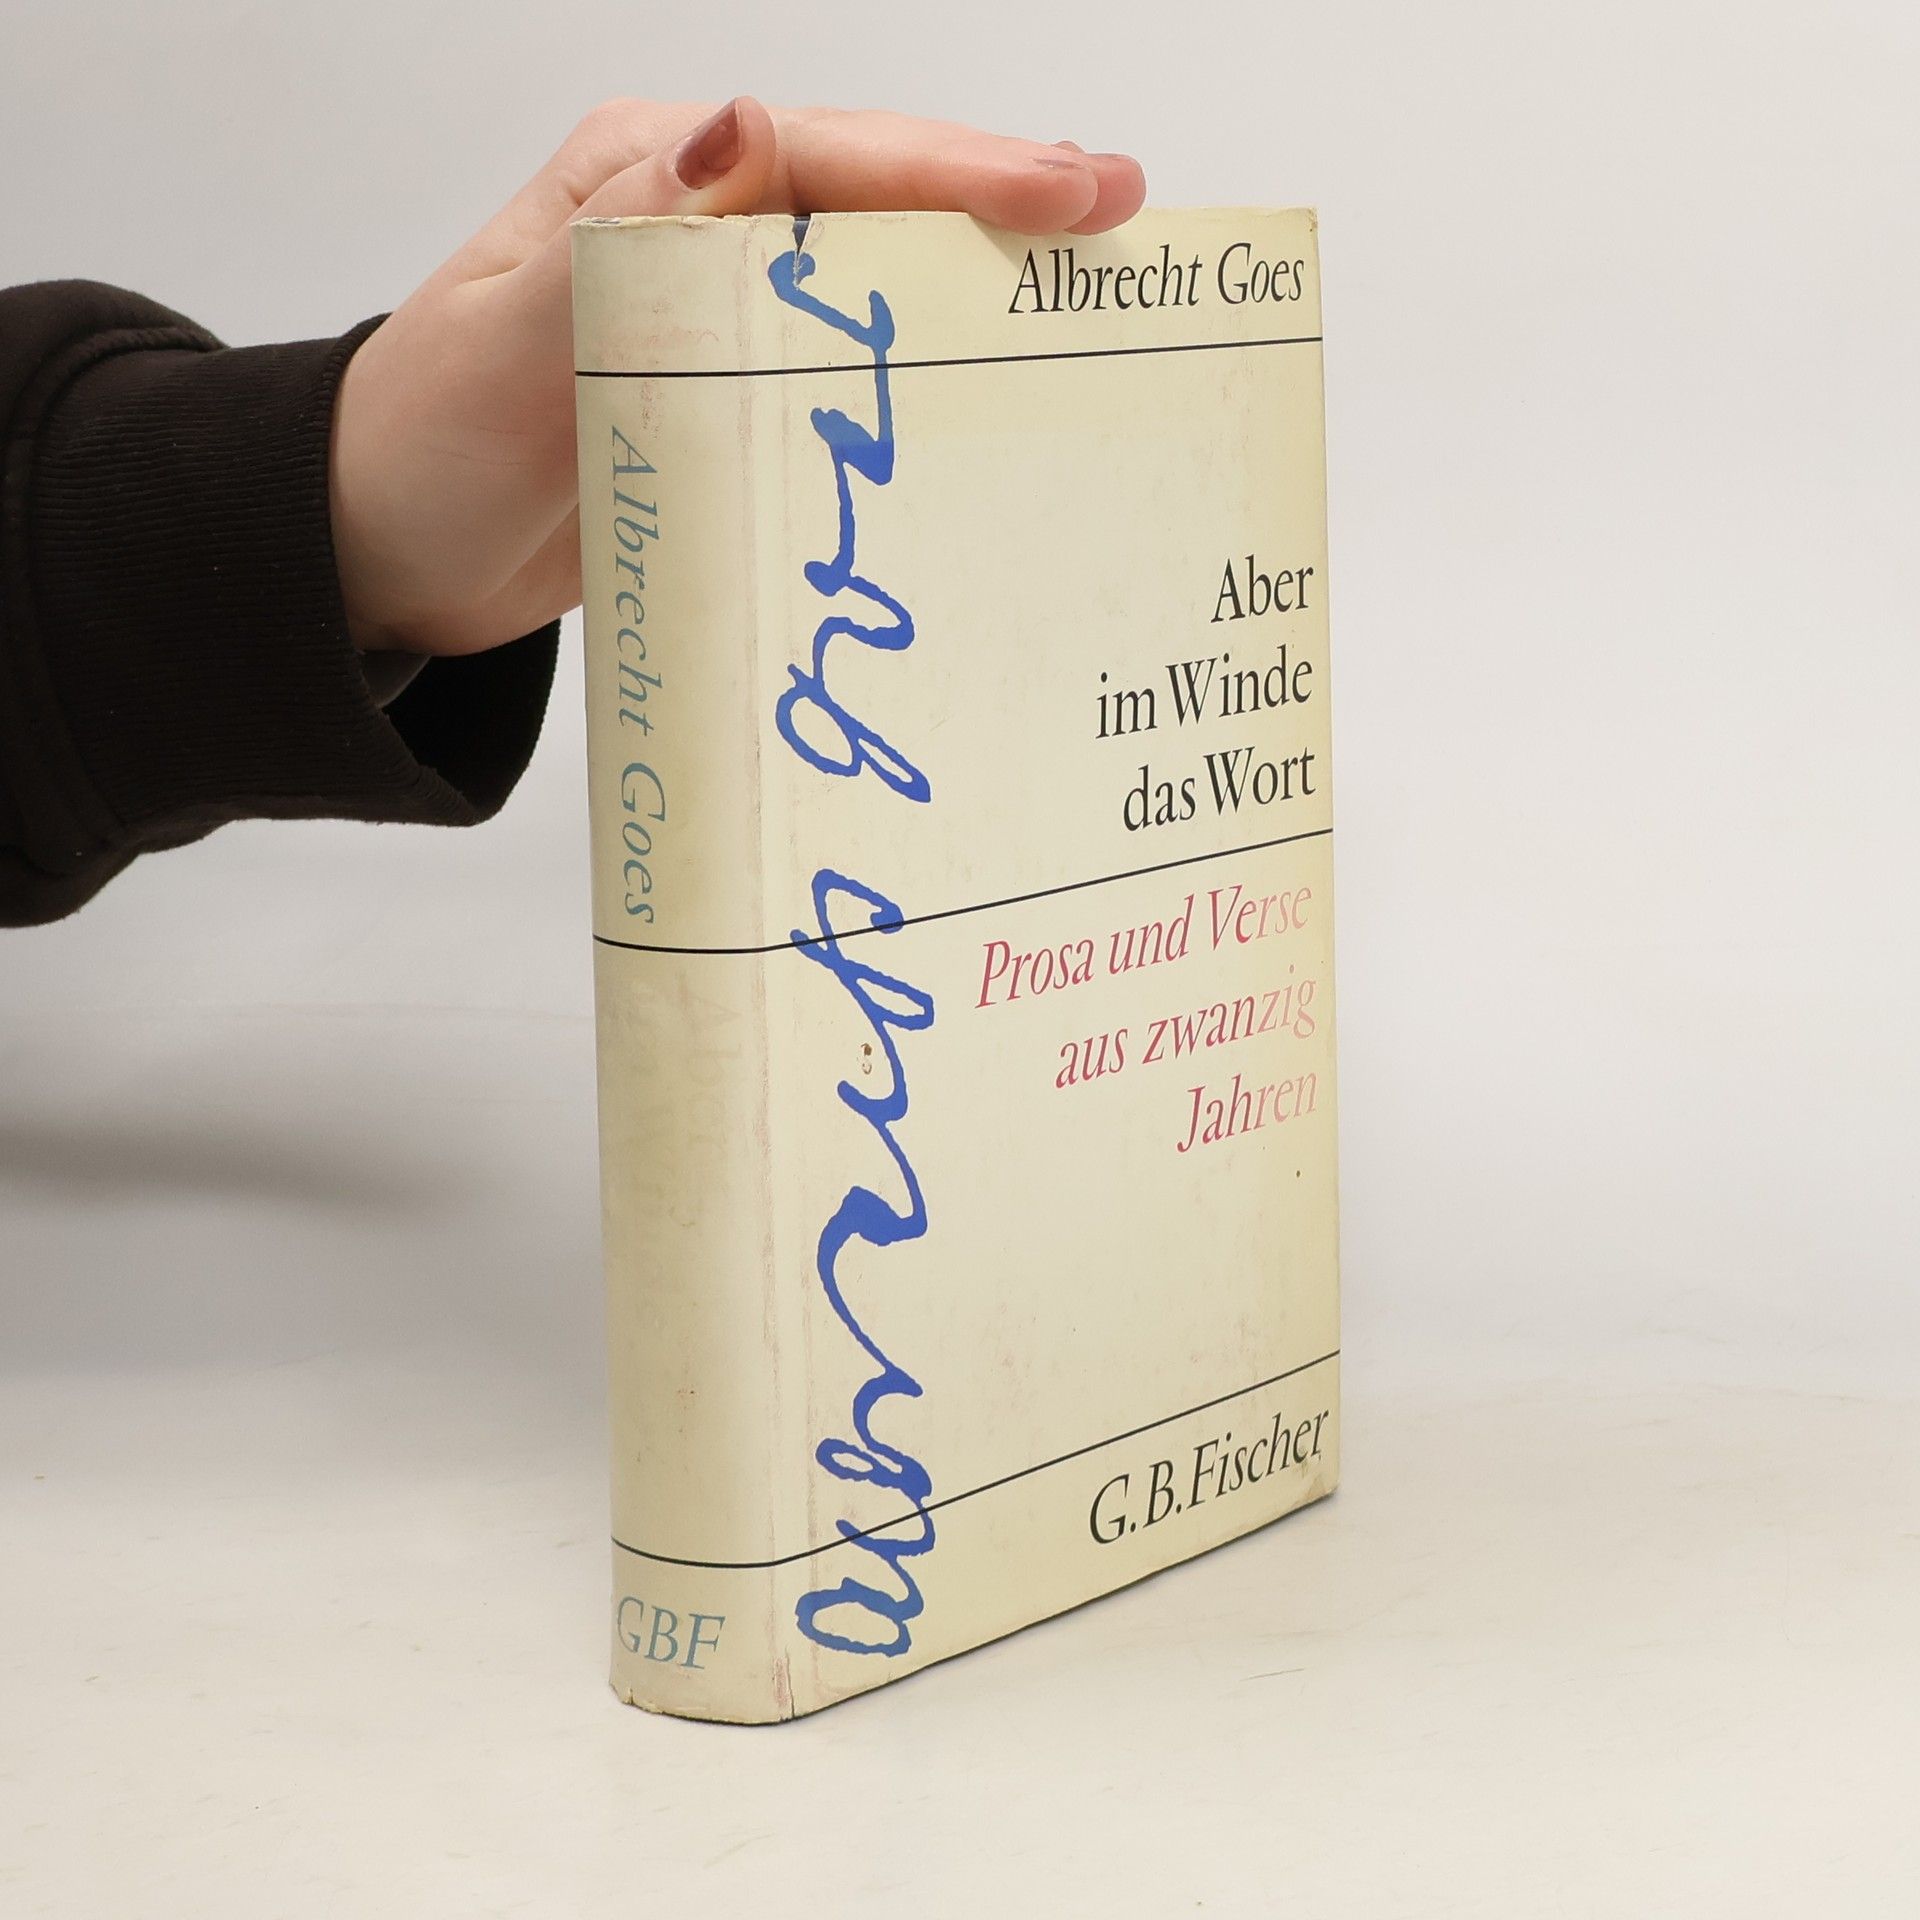 Albrecht Goes
Aber
im Winde
das Wort
Prosa und Verse
aus zwanzig
Jahren
G.B.Fischer
Albrecht Goes
GBF